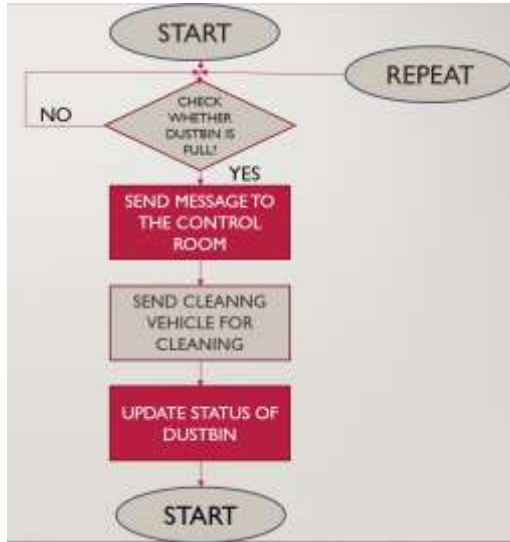 START
REPEAT
NO
CHECK
WHETHER
DUSTBIN IS
FULL?
YES
SEND MESSAGE TO
THE CONTROL
ROOM
SEND CLEANNG
VEHICLE FOR
CLEANING
UPDATE STATUS OF
DUSTBIN
START